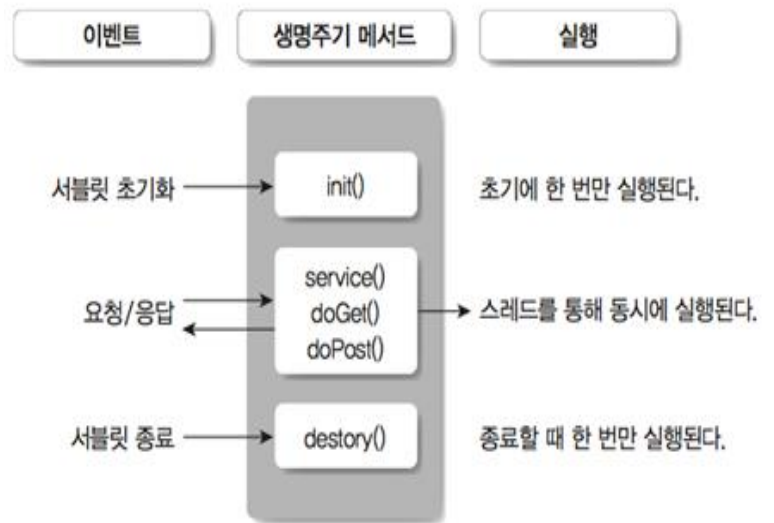 이벤트
생명주기 메서드
실행
서블릿 초기화
init()
초기에 한 번만 실행된다.
요청/응답
service()
doGet()
doPost()
스레드를 통해 동시에 실행된다.
서블릿 종료
destory()
종료할 때 한 번만 실행된다.